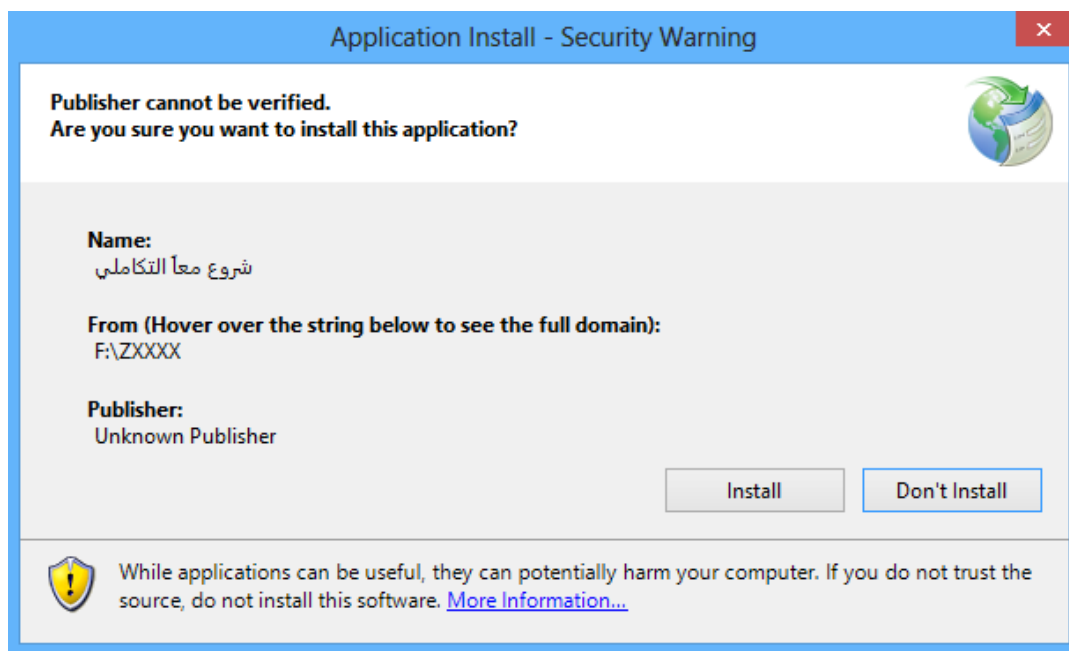 Application Install - Security Warning
Publisher cannot be verified.
Are you sure you want to install this application?
Name:
شروع معاً التكاملي
From (Hover over the string below to see the full domain):
F:\ZXXXX
Publisher:
Unknown Publisher
Install
Don't Install
While applications can be useful, they can potentially harm your computer. If you do not trust the
source, do not install this software. More Information...